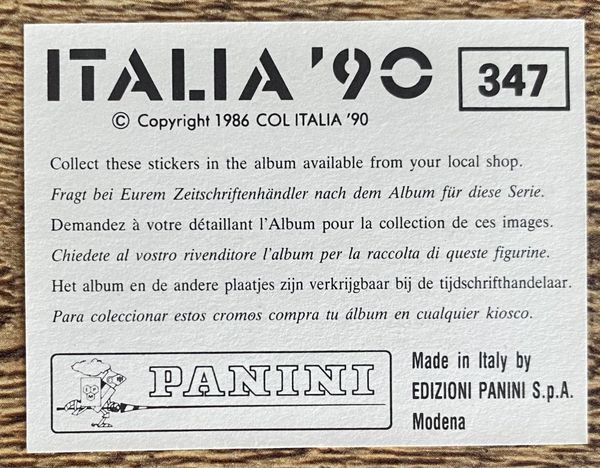 ITALIA '90 347
© Copyright 1986 COL ITALIA '90
Collect these stickers in the album available from your local shop.
Fragt bei Eurem Zeitschriftenhändler nach dem Album für diese Serie.
Demandez à votre détaillant l'Album pour la collection de ces images.
Chiedete al vostro rivenditore l'album per la raccolta di queste figurine.
Het album en de andere plaatjes zijn verkrijgbaar bij de tijdschrifthandelaar.
Para coleccionar estos cromos compra tu álbum en cualquier kiosco.
PANINI
Made in Italy by
EDIZIONI PANINI S.p.A.
Modena